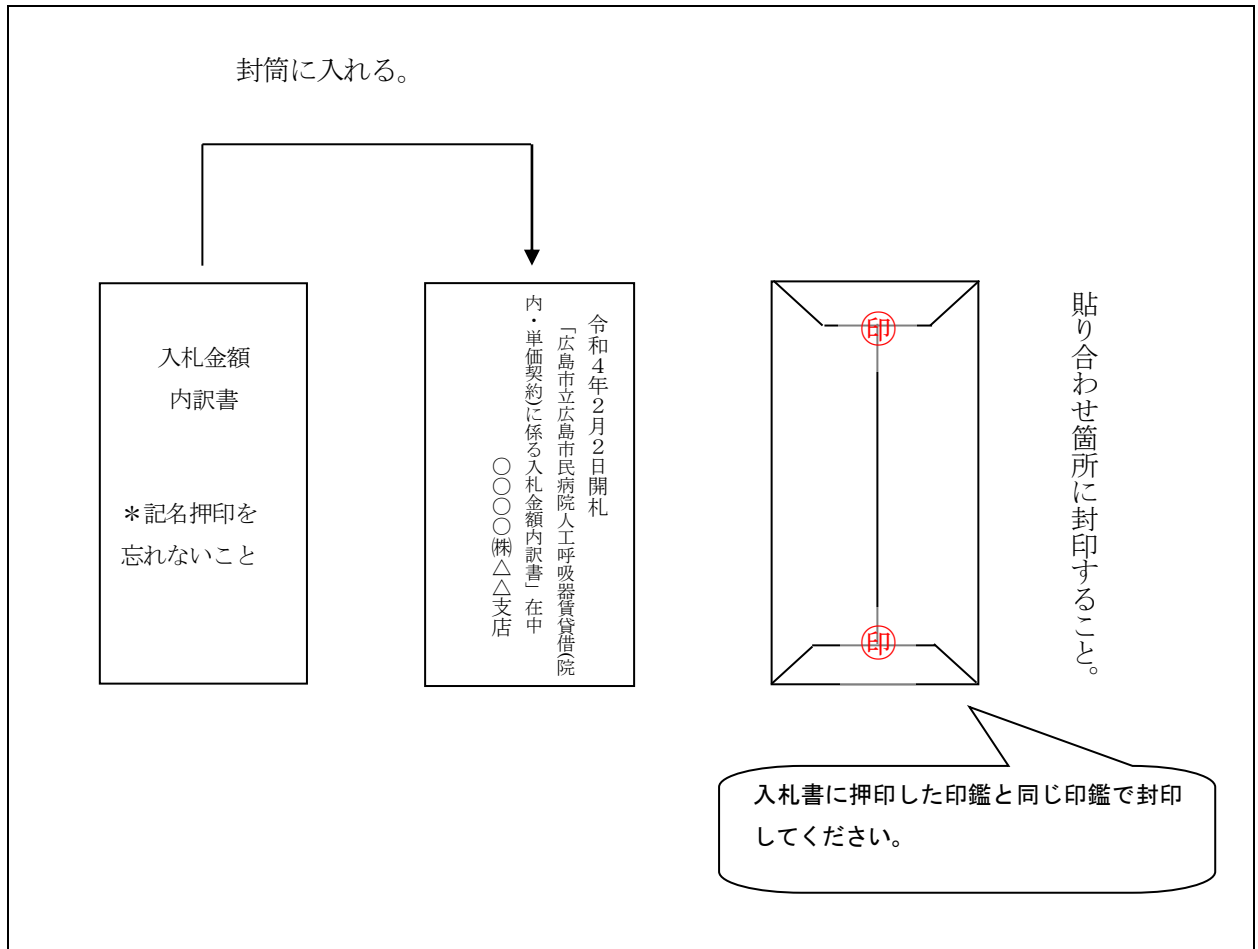 封筒に入れる。
入札金額
内訳書
＊記名押印を
忘れないこと
令和４年２月２日開札
「広島市立広島市民病院人工呼吸器賃貸借(院
内・単価契約)に係る入札金額内訳書」在中
○○○○㈱△△支店
印
印
貼り合わせ箇所に封印すること。
入札書に押印した印鑑と同じ印鑑で封印
してください。